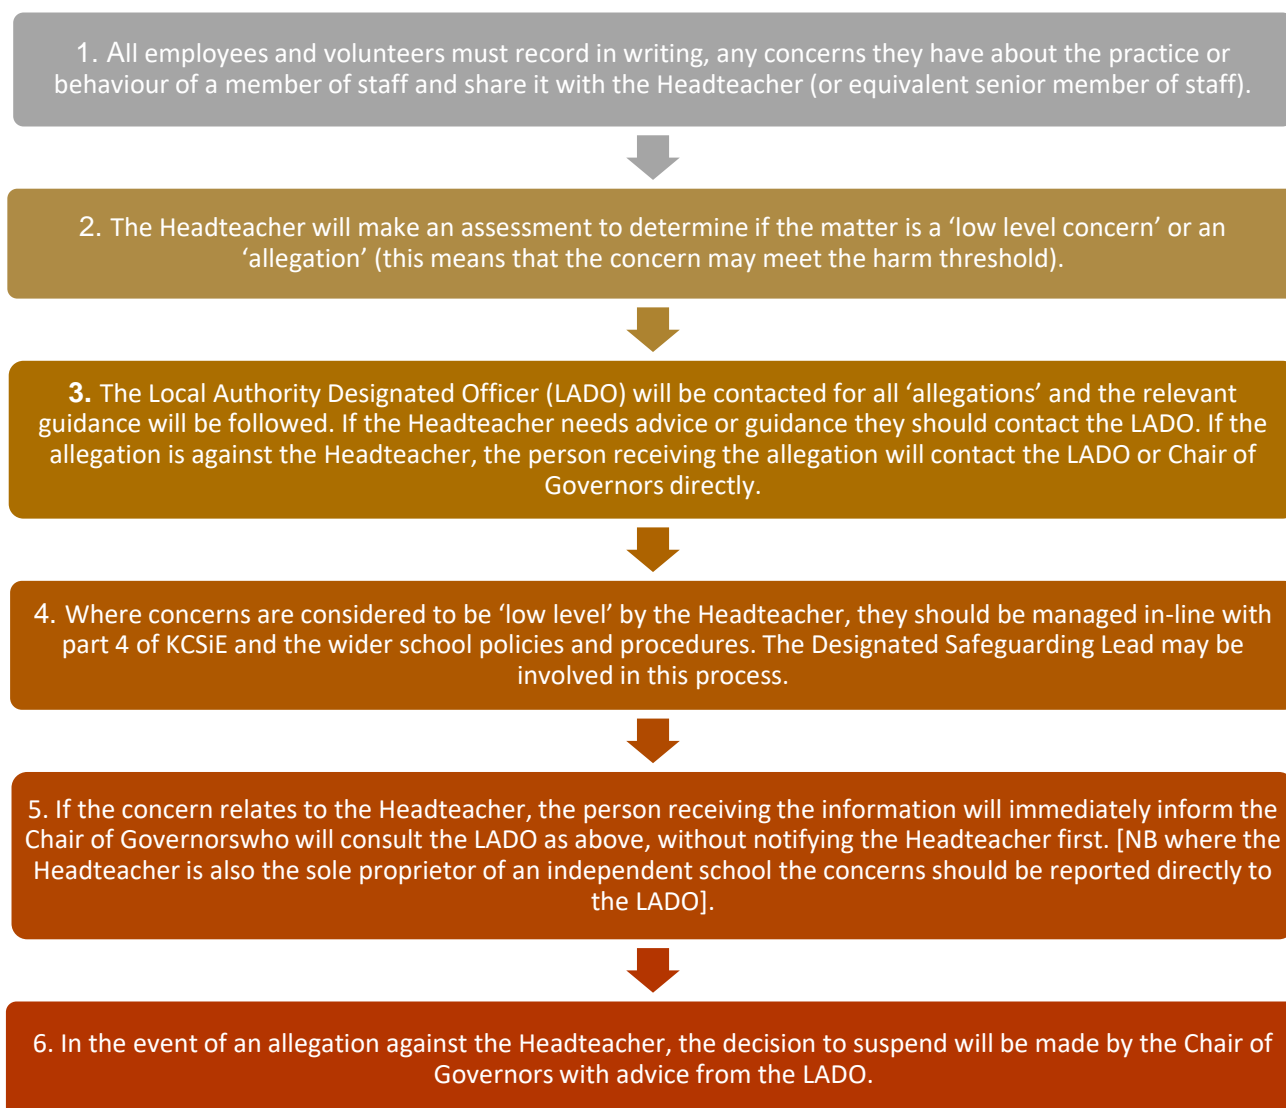 1. All employees and volunteers must record in writing, any concerns they have about the practice or
behaviour of a member of staff and share it with the Headteacher (or equivalent senior member of staff).
2. The Headteacher will make an assessment to determine if the matter is a ‘low level concern’ or an
‘allegation’ (this means that the concern may meet the harm threshold).
3. The Local Authority Designated Officer (LADO) will be contacted for all ‘allegations’ and the relevant
guidance will be followed. If the Headteacher needs advice or guidance they should contact the LADO. If the
allegation is against the Headteacher, the person receiving the allegation will contact the LADO or Chair of
Governors directly.
4. Where concerns are considered to be ‘low level’ by the Headteacher, they should be managed in-line with
part 4 of KCSiE and the wider school policies and procedures. The Designated Safeguarding Lead may be
involved in this process.
5. If the concern relates to the Headteacher, the person receiving the information will immediately inform the
Chair of Governorswho will consult the LADO as above, without notifying the Headteacher first. [NB where the
Headteacher is also the sole proprietor of an independent school the concerns should be reported directly to
the LADO].
6. In the event of an allegation against the Headteacher, the decision to suspend will be made by the Chair of
Governors with advice from the LADO.